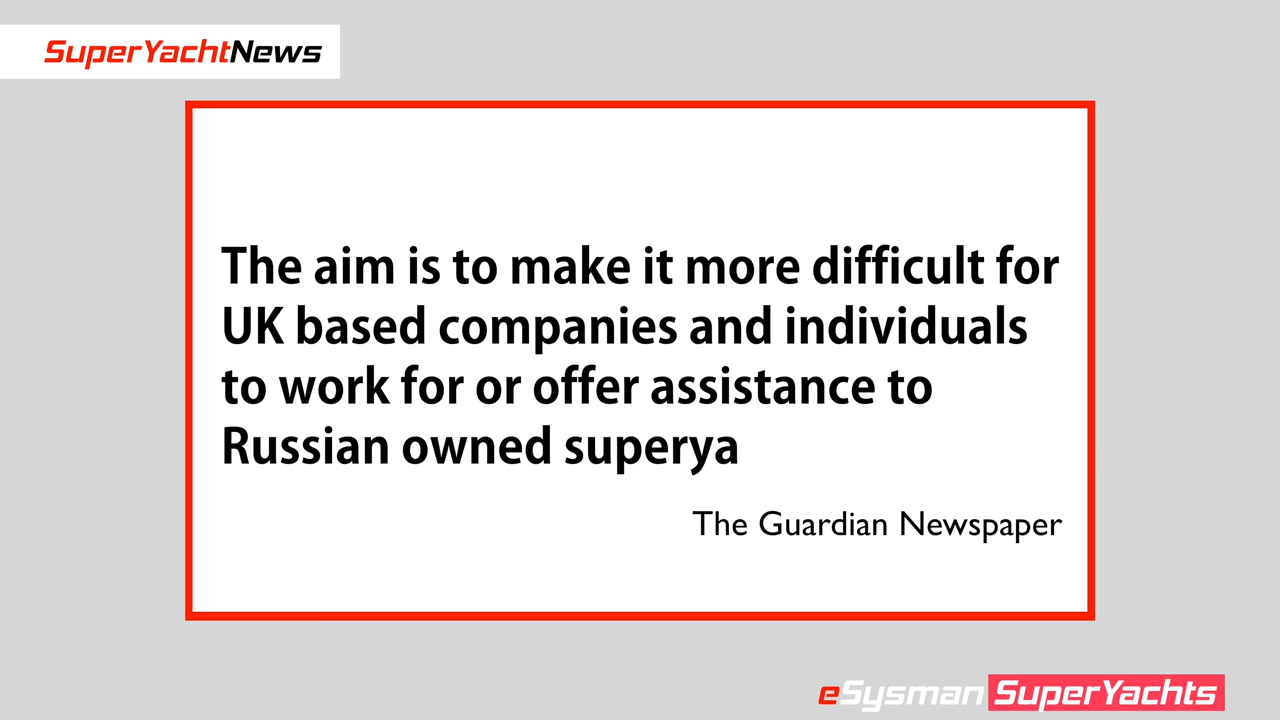 SuperYachtNews
The aim is to make it more difficult for
UK based companies and individuals
to work for or offer assistance to
Russian owned superya
The Guardian Newspaper
eSysman SuperYachts